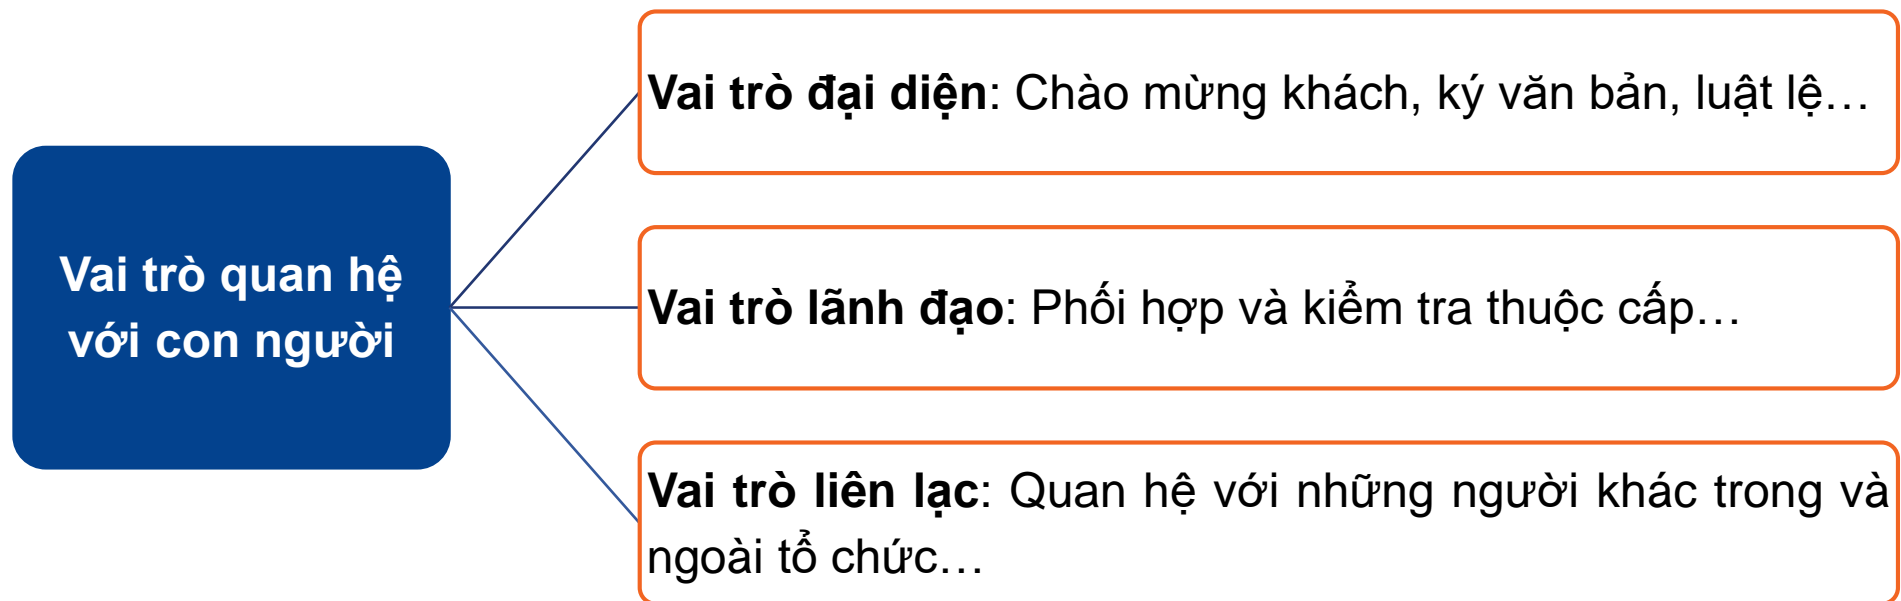 Vai trò quan hệ
với con người
Vai trò đại diện: Chào mừng khách, ký văn bản, luật lệ…
Vai trò lãnh đạo: Phối hợp và kiểm tra thuộc cấp…
Vai trò liên lạc: Quan hệ với những người khác trong và
ngoài tổ chức…